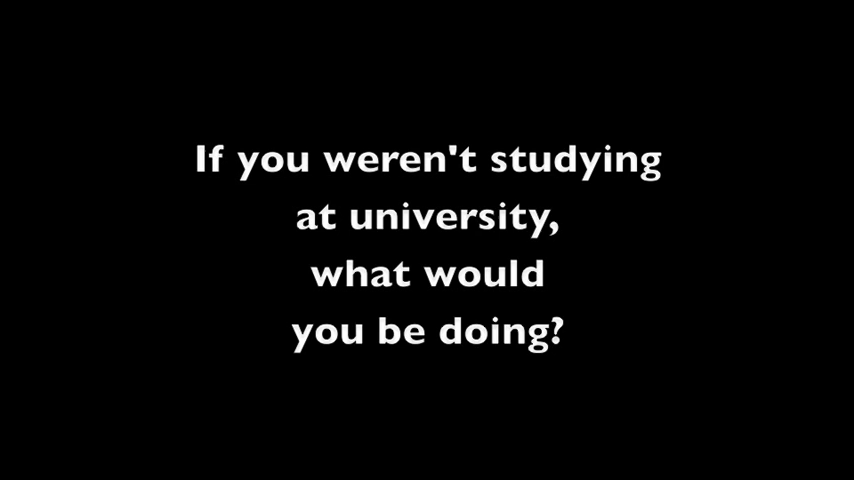 If you weren't studying
at university,
what would
you be doing?